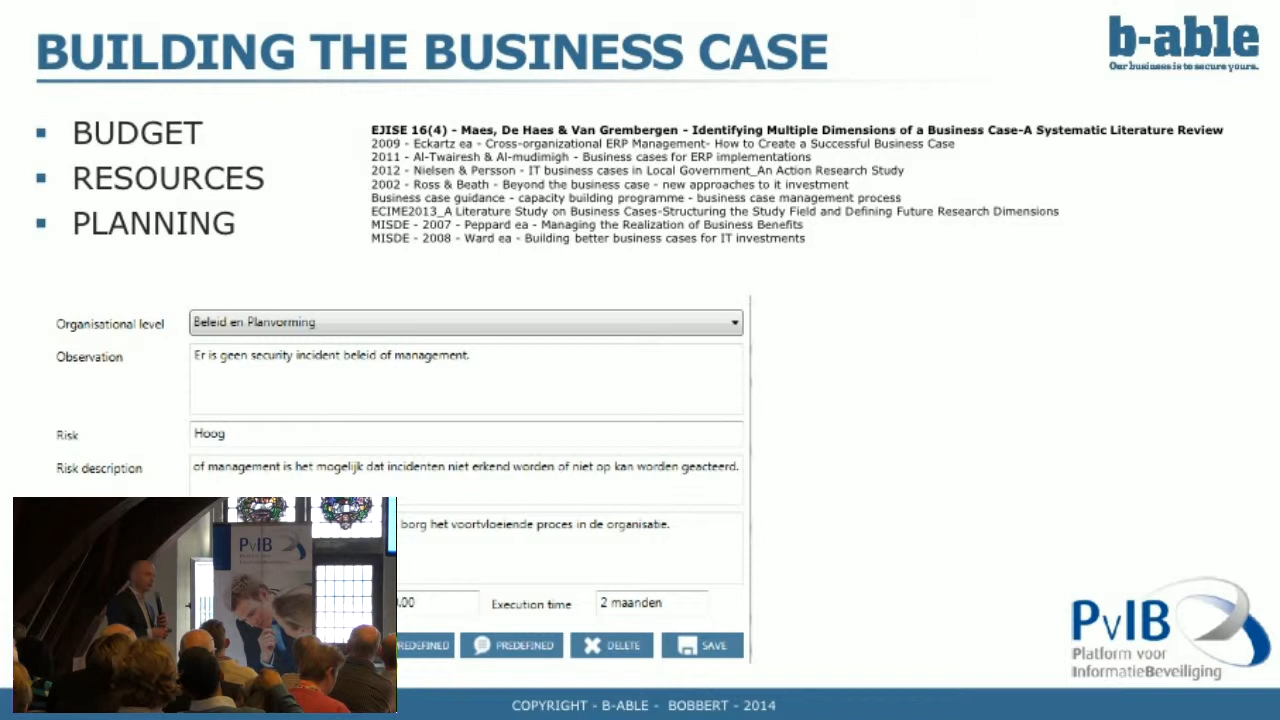 BUILDING THE BUSINESS CASE
b-able
Our business is to secure yours.
BUDGET
RESOURCES
PLANNING
EJISE 16(4) - Maes, De Haes & Van Grembergen - Identifying Multiple Dimensions of a Business Case-A Systematic Literature Review
2009 - Eckartz ea - Cross-organizational ERP Management- How to Create a Successful Business Case
2011 - Al-Twairesh & Al-mudimigh - Business cases for ERP implementations
2012 - Nielsen & Persson - IT business cases in Local Government_An Action Research Study
2002 - Ross & Beath - Beyond the business case - new approaches to it investment
Business case guidance - capacity building programme - business case management process
ECIME2013_A Literature Study on Business Cases-Structuring the Study Field and Defining Future Research Dimensions
MISDE - 2007 - Peppard ea - Managing the Realization of Business Benefits
MISDE - 2008 - Ward ea - Building better business cases for IT investments
Organisational level Beleid en Planvorming
Observation Er is geen security incident beleid of management.
Risk Hoog
Risk description of management is het mogelijk dat incidenten niet erkend worden of niet op kan worden geacteerd.
borg het voortvloeiende proces in de organisatie.
.00 Execution time 2 maanden
REDEFINED PREDEFINED DELETE SAVE
PvIB
PvIB
Platform voor
InformatieBeveiliging
COPYRIGHT - B-ABLE - BOBBERT - 2014